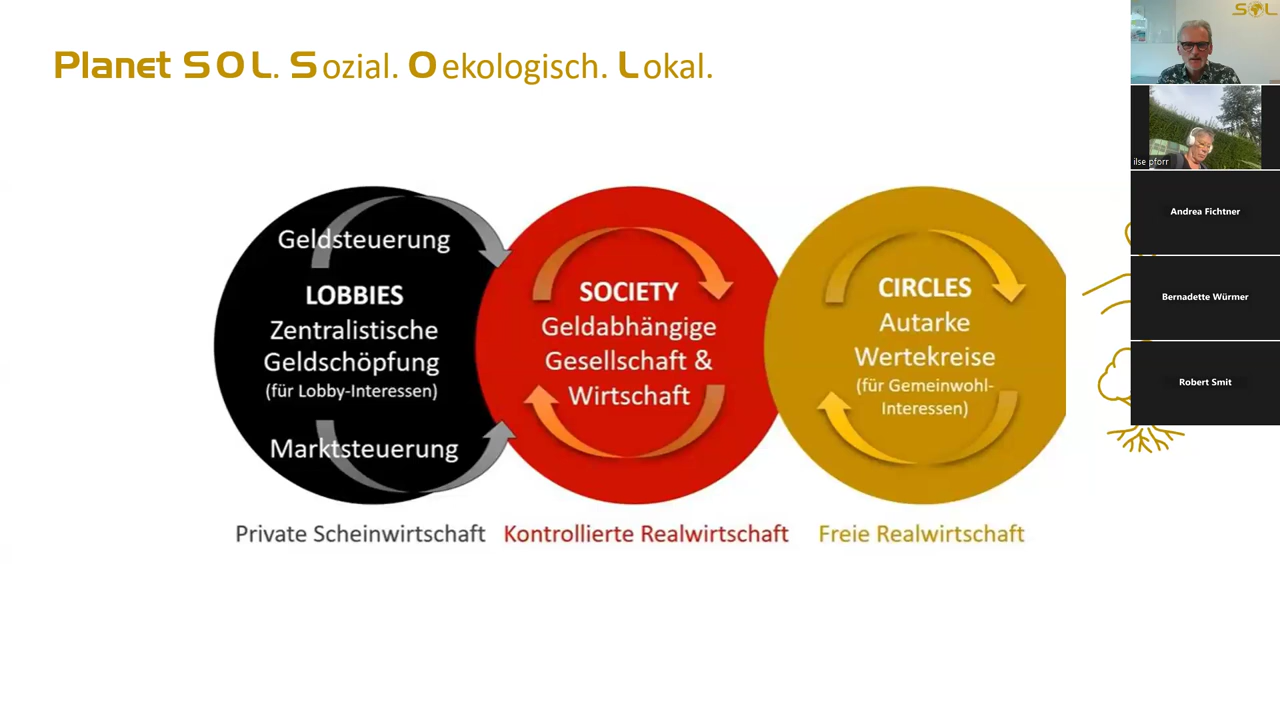 Planet SOL. Sozial. Oekologisch. Lokal.
SOL
Geldsteuerung
LOBBIES
Zentralistische
Geldschöpfung
(für Lobby-Interessen)
Marktsteuerung
SOCIETY
Geldabhängige
Gesellschaft &
Wirtschaft
CIRCLES
Autarke
Wertekreise
(für Gemeinwohl-
Interessen)
Private Scheinwirtschaft
Kontrollierte Realwirtschaft
Freie Realwirtschaft
ilse pforr
Andrea Fichtner
Bernadette Würmer
Robert Smit